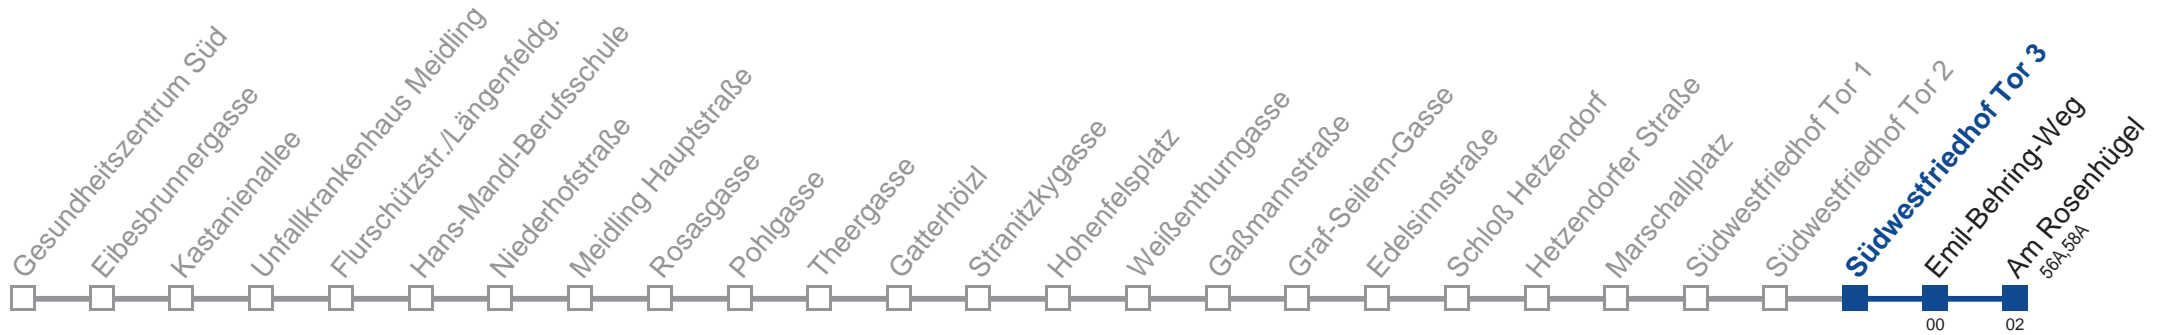 Gesundheitszentrum Süd
Eibesbrunnergasse
Kastanienallee
Unfallkrankenhaus Meidling
Flurschützstr./Längenfeldg.
Hans-Mandl-Berufsschule
Niederhofstraße
Meidling Hauptstraße
Rosasgasse
Pohlgasse
Theergasse
Gatterhölzl
Stranitzkygasse
Hohenfelsplatz
Weißenthurngasse
Gaßmannstraße
Graf-Seilern-Gasse
Edelsinnstraße
Schloß Hetzendorf
Hetzendorfer Straße
Marschallplatz
Südwestfriedhof Tor 1
Südwestfriedhof Tor 2
Südwestfriedhof Tor 3
Emil-Behring-Weg
Am Rosenhügel
56A,58A
00
02